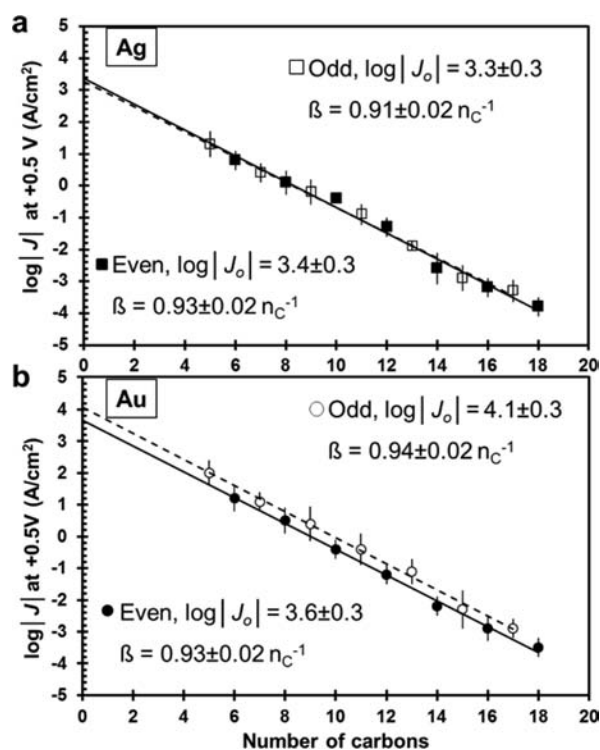 a
Ag
Odd, log|Jo| = 3.3±0.3
ß = 0.91±0.02 nC-1
Even, log|Jo| = 3.4±0.3
ß = 0.93±0.02 nC-1
log|J| at +0.5 V (A/cm2)
5
4
3
2
1
0
-1
-2
-3
-4
-5
0 2 4 6 8 10 12 14 16 18 20
b
Au
Odd, log|Jo| = 4.1±0.3
ß = 0.94±0.02 nC-1
Even, log|Jo| = 3.6±0.3
ß = 0.93±0.02 nC-1
log|J| at +0.5V (A/cm2)
5
4
3
2
1
0
-1
-2
-3
-4
-5
0 2 4 6 8 10 12 14 16 18 20
Number of carbons